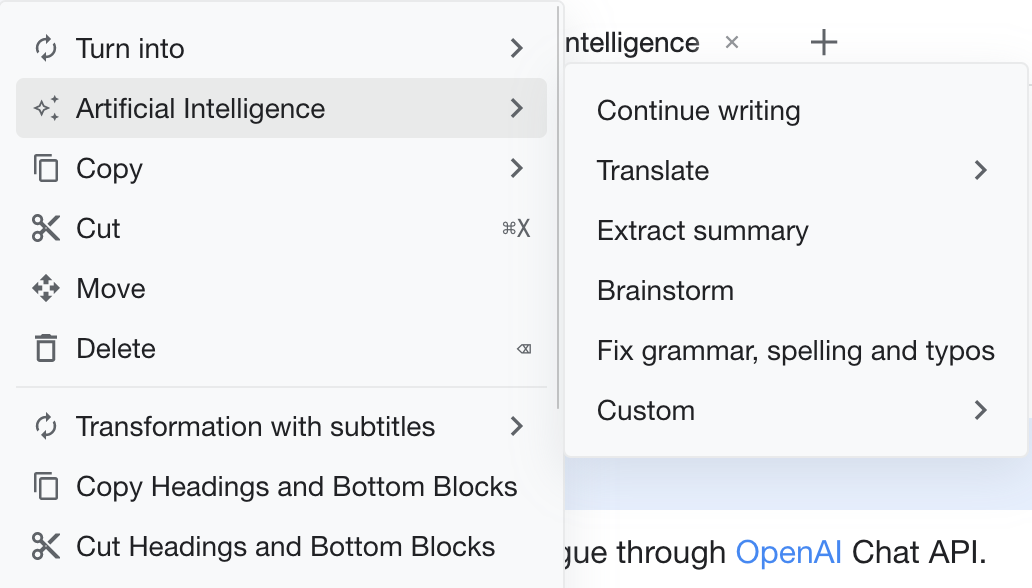 Turn into
Artificial Intelligence
Copy
Cut ⌘X
Move
Delete ⌫
Transformation with subtitles
Copy Headings and Bottom Blocks
Cut Headings and Bottom Blocks
ntelligence ×
Continue writing
Translate
Extract summary
Brainstorm
Fix grammar, spelling and typos
Custom
gue through OpenAI Chat API.